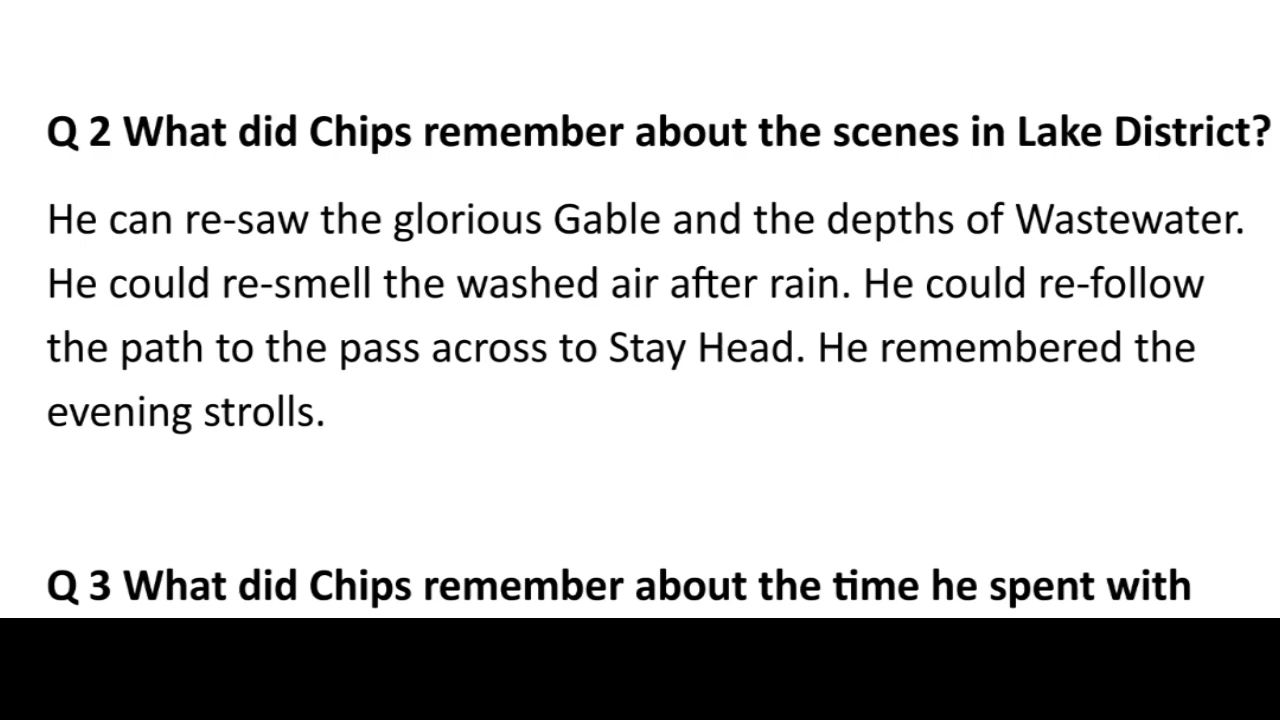 Q 2 What did Chips remember about the scenes in Lake District?
He can re-saw the glorious Gable and the depths of Wastewater.
He could re-smell the washed air after rain. He could re-follow
the path to the pass across to Stay Head. He remembered the
evening strolls.
Q 3 What did Chips remember about the time he spent with